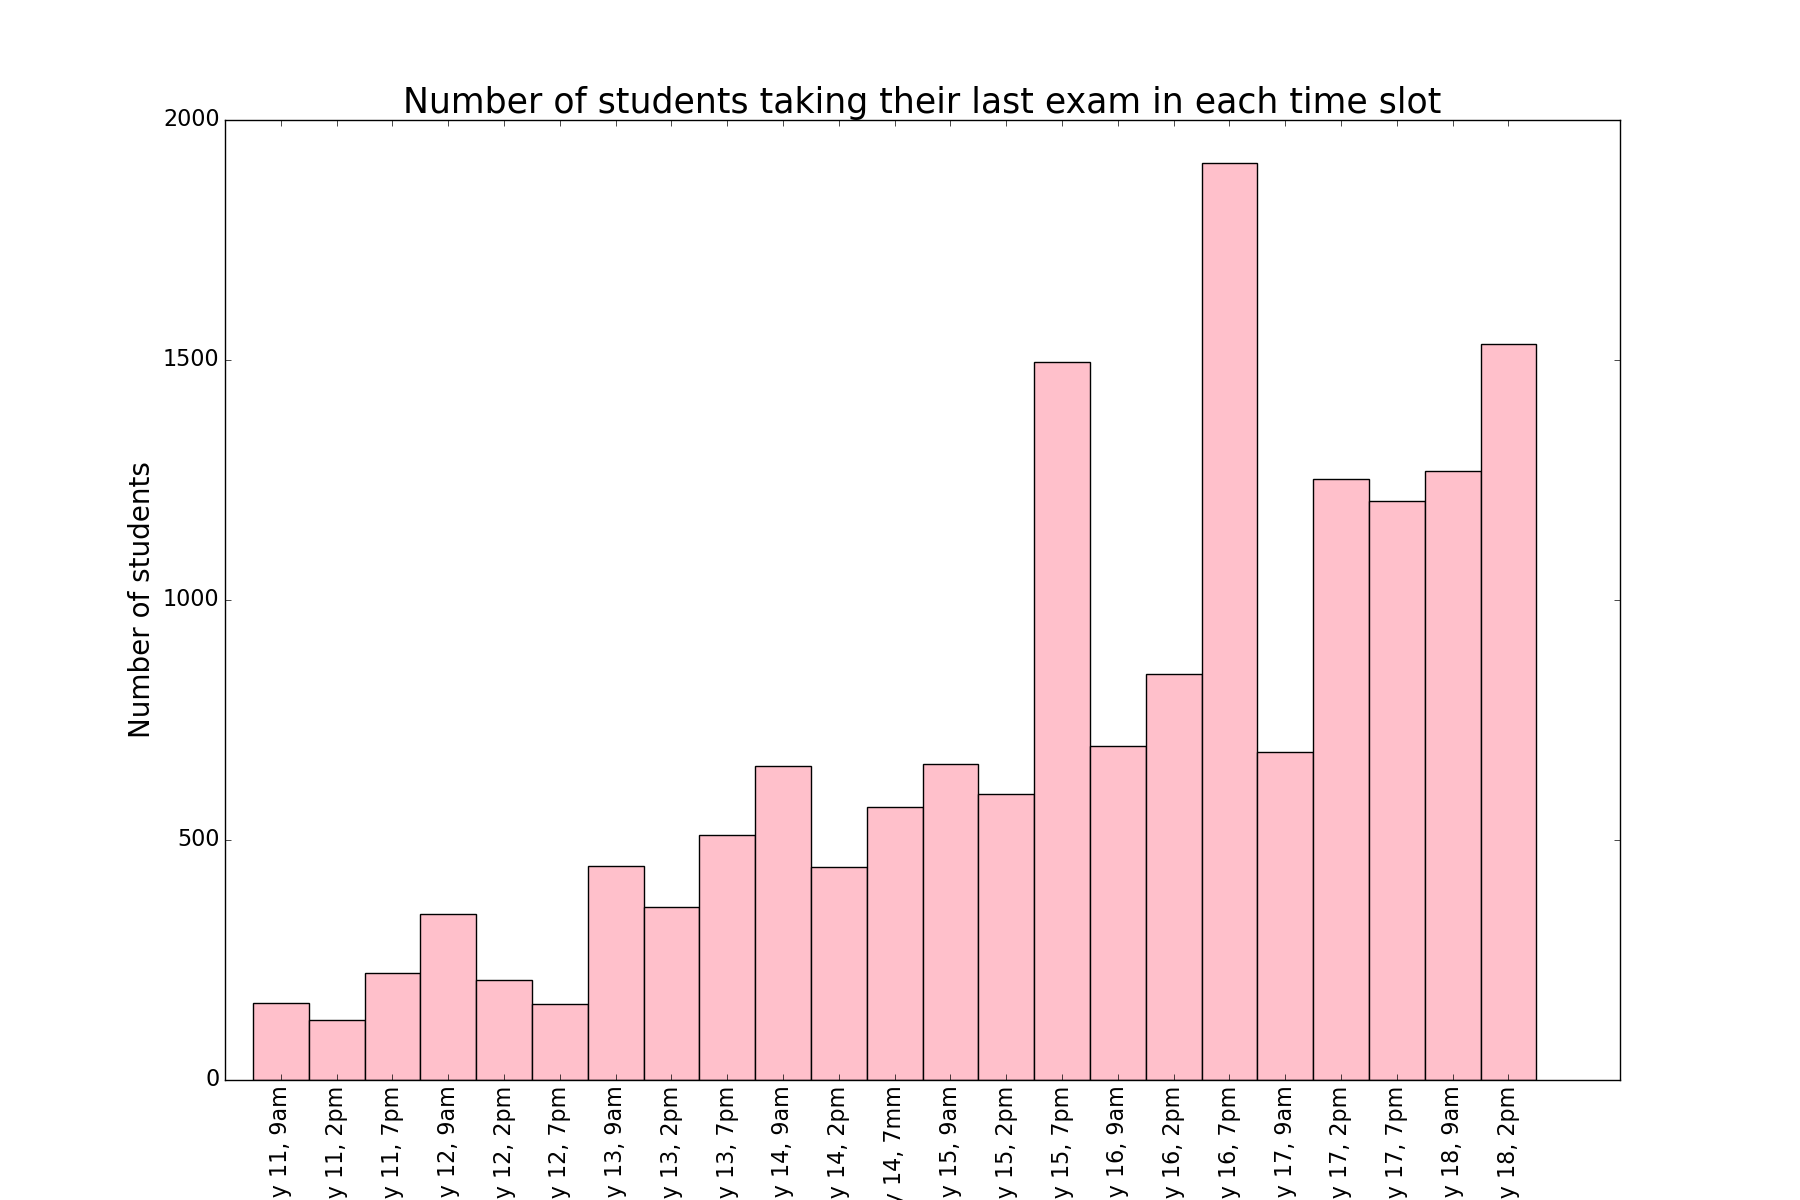 Number of students taking their last exam in each time slot
Number of students
2000
1500
1000
500
0
y 11, 9am
y 11, 2pm
y 11, 7pm
y 12, 9am
y 12, 2pm
y 12, 7pm
y 13, 9am
y 13, 2pm
y 13, 7pm
y 14, 9am
y 14, 2pm
y 14, 7mm
y 15, 9am
y 15, 2pm
y 15, 7pm
y 16, 9am
y 16, 2pm
y 16, 7pm
y 17, 9am
y 17, 2pm
y 17, 7pm
y 18, 9am
y 18, 2pm